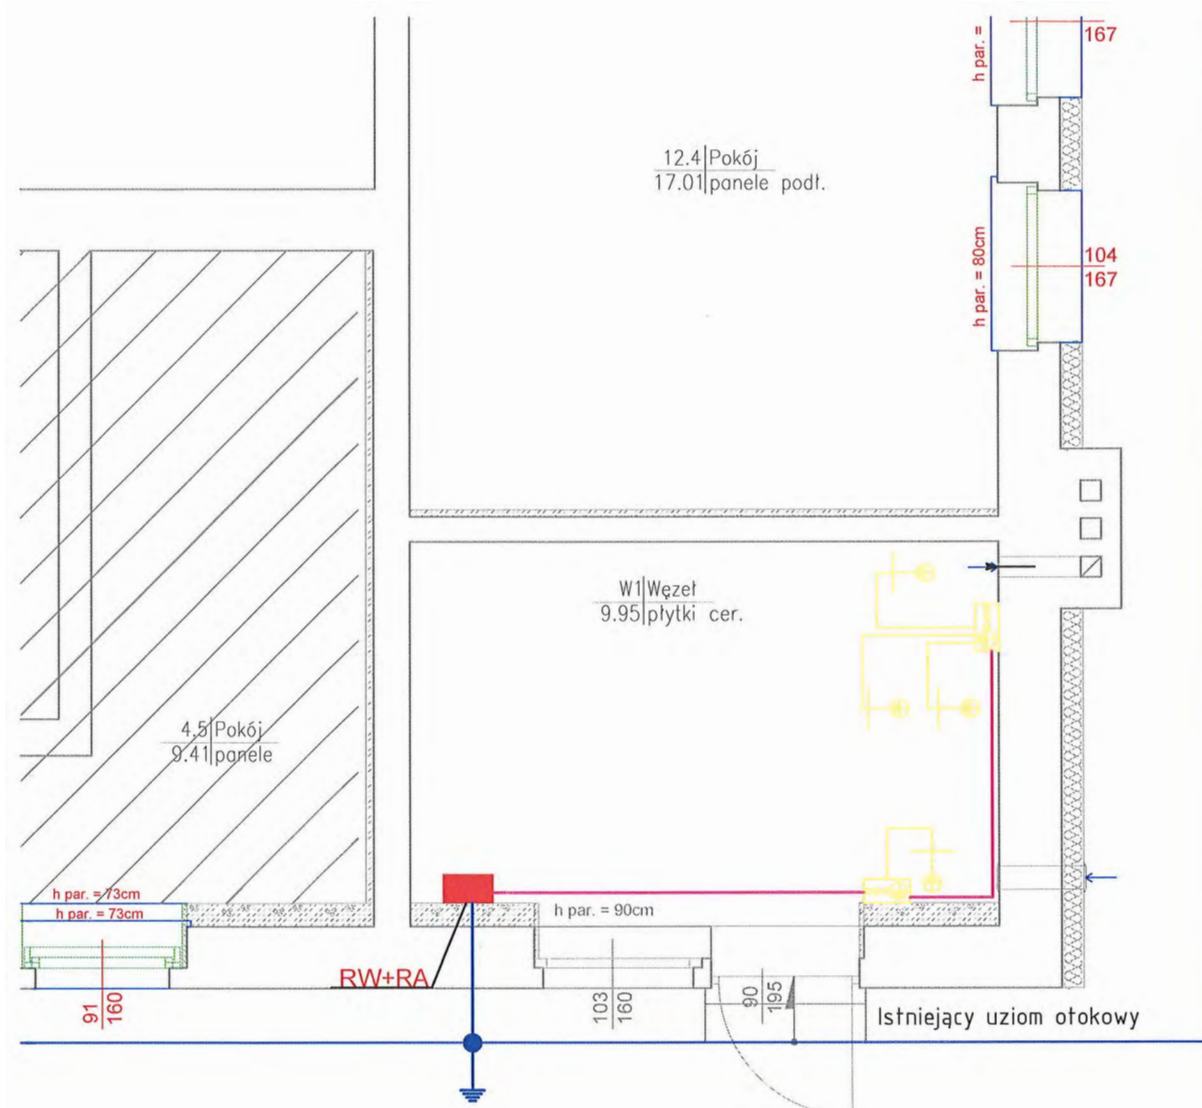 h par. =
167
12.4 Pokój
17.01 panele podł.
h par. = 80cm
104
167
W1 Węzeł
9.95 płytki cer.
4.5 Pokój
9.41 panele
h par. = 73cm
h par. = 73cm
h par. = 90cm
RW+RA
91
160
103
160
90
195
Istniejący uziom otokowy